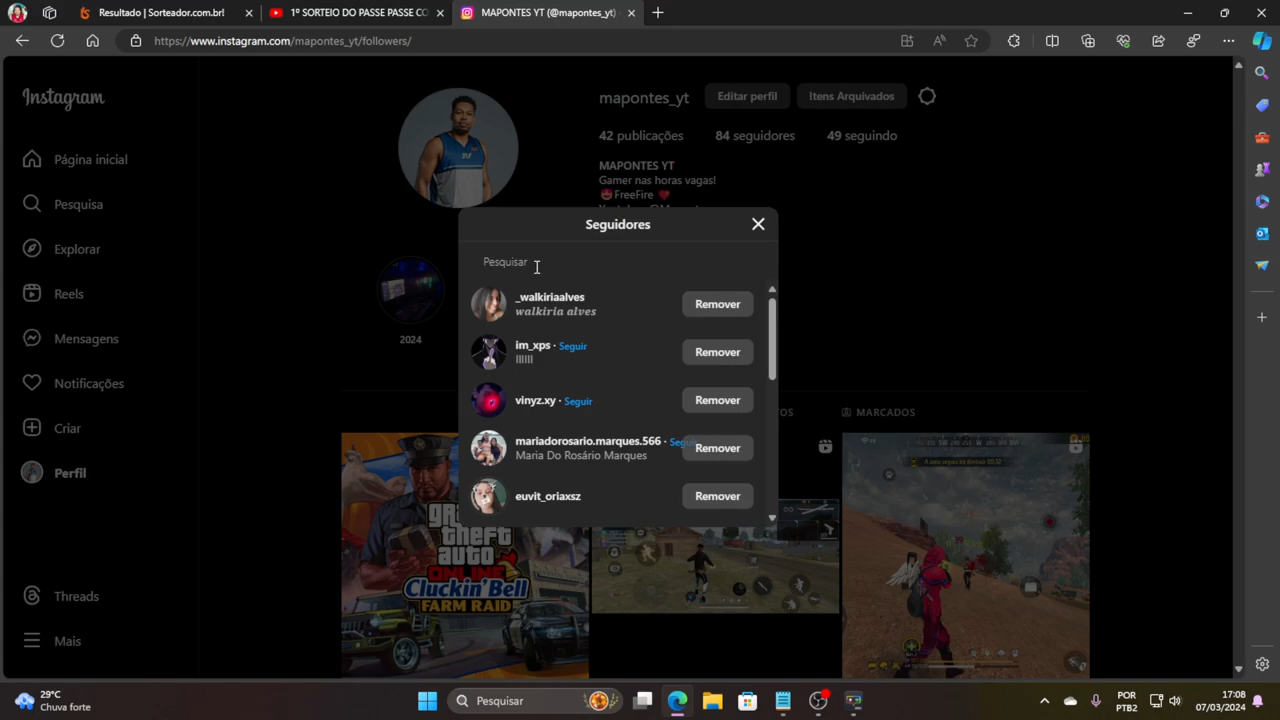 Resultado | Sorteador.com.br!
1º SORTEIO DO PASSE PASSE CO
MAPONTES YT (@mapontes_yt)
https://www.instagram.com/mapontes_yt/followers/
Instagram
mapontes_yt
Editar perfil
Itens Arquivados
42 publicações
84 seguidores
49 seguindo
MAPONTES YT
Gamer nas horas vagas!
FreeFire
Página inicial
Pesquisa
Explorar
Reels
Mensagens
Notificações
Criar
Perfil
Threads
Mais
2024
Seguidores
Pesquisar
_walkiriaalves
walkiria alves
Remover
im_xps · Seguir
Remover
vinyz.xy · Seguir
Remover
mariadorosario.marques.566 ·
Maria Do Rosário Marques
Remover
euvit_oriaxsz
Remover
MARCADOS
auto
ONLINE
Cluckin' Bell
FARM RAID
29°C
Chuva forte
Pesquisar
POR
PTB2
17:08
07/03/2024